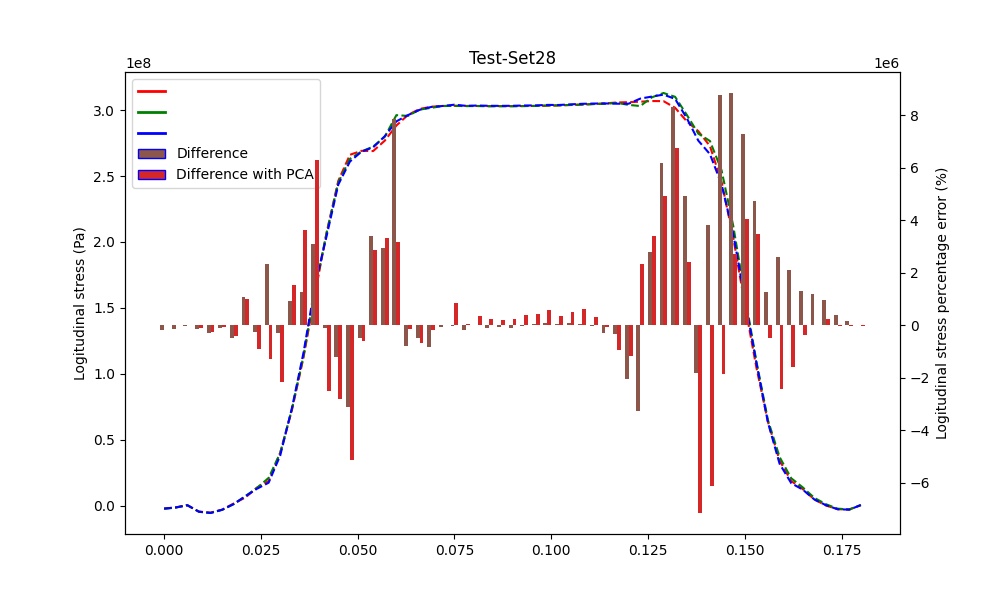 Test-Set28
1e8
1e6
Difference
Difference with PCA
Logitudinal stress (Pa)
3.0
2.5
2.0
1.5
1.0
0.5
0.0
8
6
4
2
0
−2
−4
−6
Logitudinal stress percentage error (%)
0.000 0.025 0.050 0.075 0.100 0.125 0.150 0.175